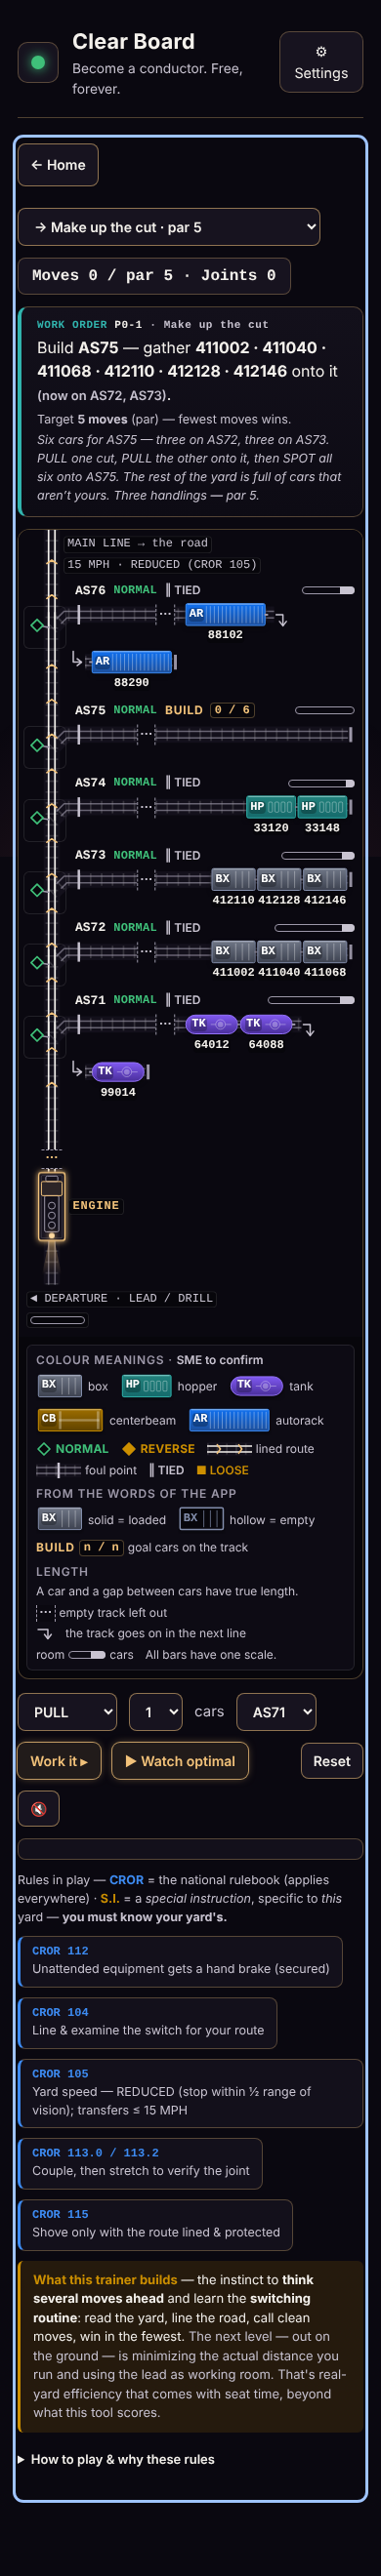 Clear Board
Become a conductor. Free,
forever.
⚙
Settings
← Home
→ Make up the cut · par 5
Moves 0 / par 5 · Joints 0
WORK ORDER P0-1 · Make up the cut
Build AS75 — gather 411002 · 411040 ·
411068 · 412110 · 412128 · 412146 onto it
(now on AS72, AS73).
Target 5 moves (par) — fewest moves wins.
Six cars for AS75 — three on AS72, three on AS73.
PULL one cut, PULL the other onto it, then SPOT all
six onto AS75. The rest of the yard is full of cars that
aren't yours. Three handlings — par 5.
MAIN LINE → the road
15 MPH · REDUCED (CROR 105)
AS76 NORMAL ‖ TIED
AR
88102
AR
88290
AS75 NORMAL BUILD 0 / 6
AS74 NORMAL ‖ TIED
HP HP
33120 33148
AS73 NORMAL ‖ TIED
BX BX BX
412110 412128 412146
AS72 NORMAL ‖ TIED
BX BX BX
411002 411040 411068
AS71 NORMAL ‖ TIED
TK TK
64012 64088
TK
99014
ENGINE
◄ DEPARTURE · LEAD / DRILL
COLOUR MEANINGS · SME to confirm
BX box HP hopper TK tank
CB centerbeam AR autorack
NORMAL REVERSE lined route
foul point ‖ TIED LOOSE
FROM THE WORDS OF THE APP
BX solid = loaded BX hollow = empty
BUILD n / n goal cars on the track
LENGTH
A car and a gap between cars have true length.
··· empty track left out
the track goes on in the next line
room cars All bars have one scale.
PULL 1 cars AS71
Work it ▸ ▶ Watch optimal Reset
🔇
Rules in play — CROR = the national rulebook (applies
everywhere) · S.I. = a special instruction, specific to this
yard — you must know your yard's.
CROR 112
Unattended equipment gets a hand brake (secured)
CROR 104
Line & examine the switch for your route
CROR 105
Yard speed — REDUCED (stop within ½ range of
vision); transfers ≤ 15 MPH
CROR 113.0 / 113.2
Couple, then stretch to verify the joint
CROR 115
Shove only with the route lined & protected
What this trainer builds — the instinct to think
several moves ahead and learn the switching
routine: read the yard, line the road, call clean
moves, win in the fewest. The next level — out on
the ground — is minimizing the actual distance you
run and using the lead as working room. That's real-
yard efficiency that comes with seat time, beyond
what this tool scores.
▶ How to play & why these rules